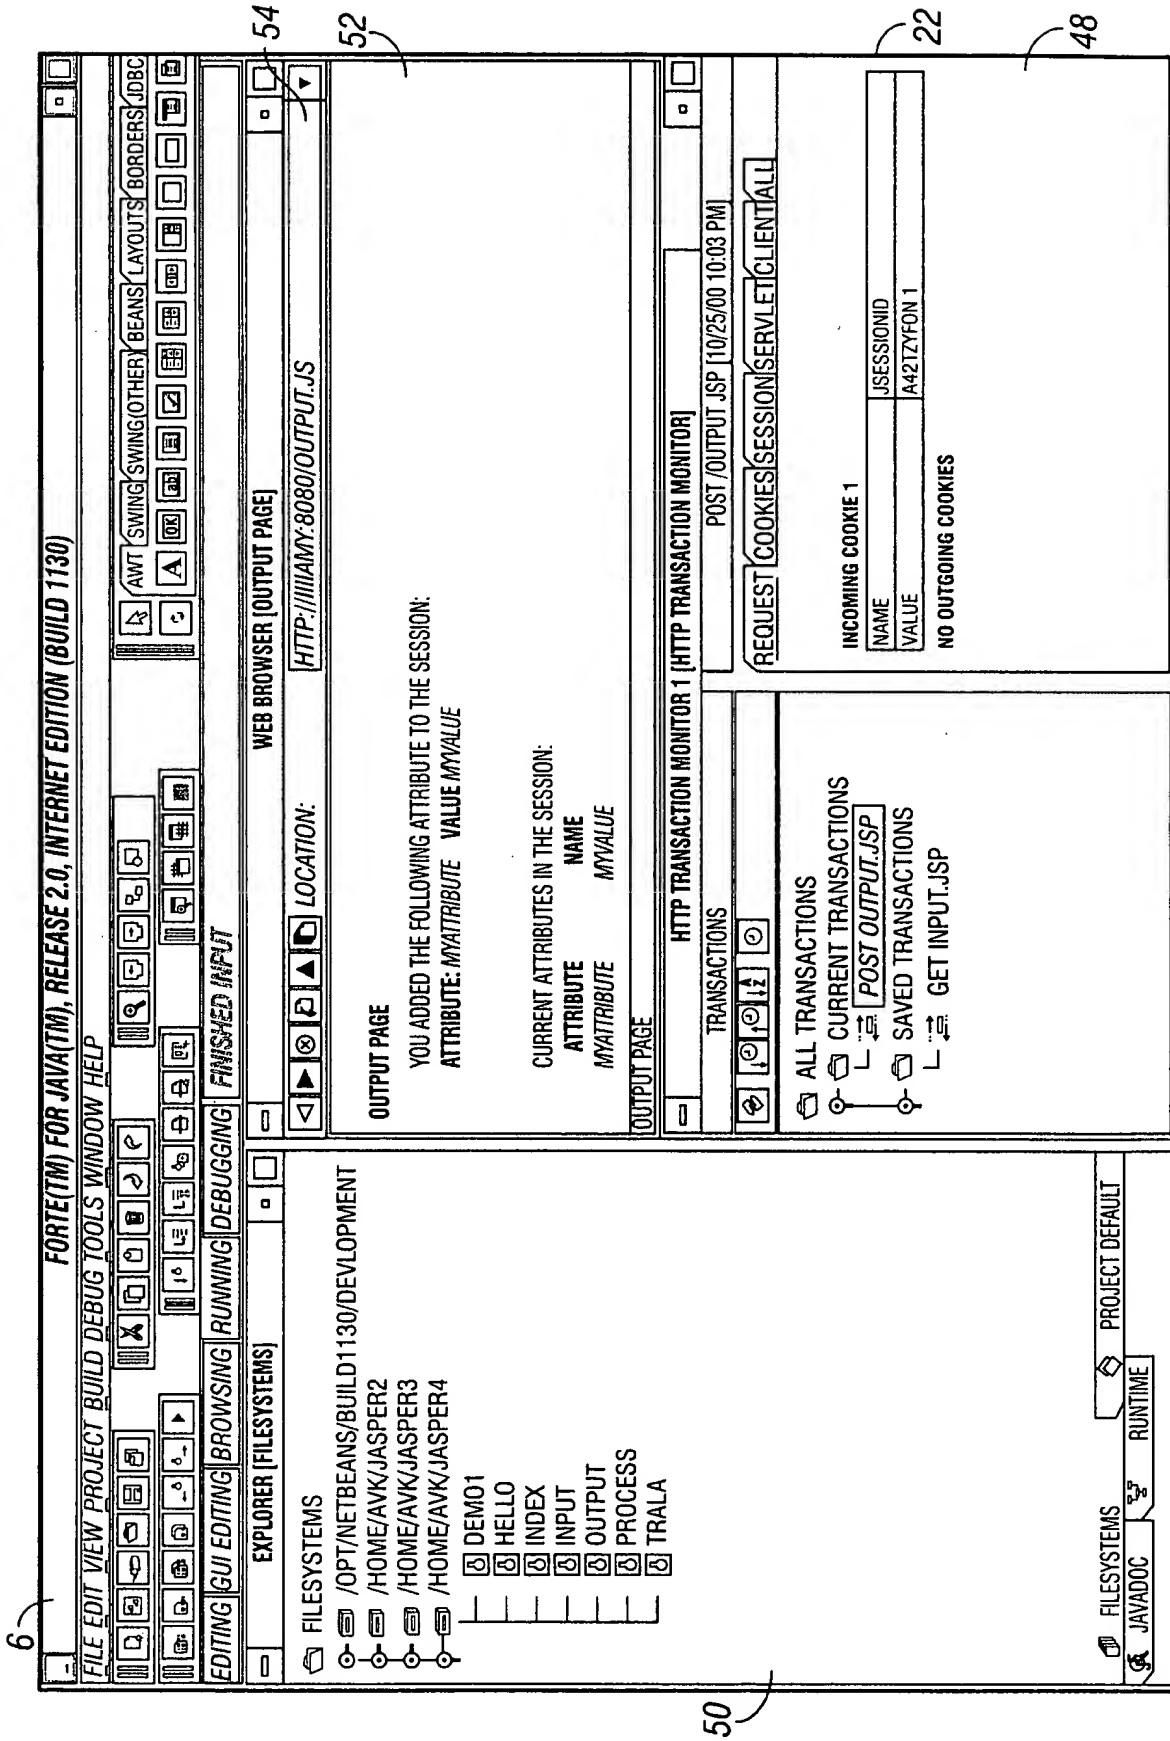 6
FORTE(TM) FOR JAVA(TM), RELEASE 2.0, INTERNET EDITION (BUILD 1130)
FILE EDIT VIEW PROJECT BUILD DEBUG TOOLS WINDOW HELP
AWT SWING SWING(OTHER) BEANS LAYOUTS BORDERS JDBC
A OK ab
EDITING GUI EDITING BROWSING RUNNING DEBUGGING FINISHED INPUT
EXPLORER [FILESYSTEMS]
FILESYSTEMS
/OPT/NETBEANS/BUILD1130/DEVLOPMENT
/HOME/AVK/JASPER2
/HOME/AVK/JASPER3
/HOME/AVK/JASPER4
DEMO1
HELLO
INDEX
INPUT
OUTPUT
PROCESS
TRALA
50
FILESYSTEMS
PROJECT DEFAULT
JAVADOC
RUNTIME
WEB BROWSER [OUTPUT PAGE]
54
LOCATION: HTTP://IIIIAMY:8080/OUTPUT.JS
52
OUTPUT PAGE
YOU ADDED THE FOLLOWING ATTRIBUTE TO THE SESSION:
ATTRIBUTE: MYATTRIBUTE VALUE MYVALUE
CURRENT ATTRIBUTES IN THE SESSION:
ATTRIBUTE NAME
MYATTRIBUTE MYVALUE
OUTPUT PAGE
HTTP TRANSACTION MONITOR 1 [HTTP TRANSACTION MONITOR]
TRANSACTIONS
ALL TRANSACTIONS
CURRENT TRANSACTIONS
POST OUTPUT.JSP
SAVED TRANSACTIONS
GET INPUT.JSP
POST /OUTPUT JSP [10/25/00 10:03 PM]
REQUEST COOKIES SESSION SERVLET CLIENT ALL
22
INCOMING COOKIE 1
NAME JSESSIONID
VALUE A42TZYFON 1
NO OUTGOING COOKIES
48